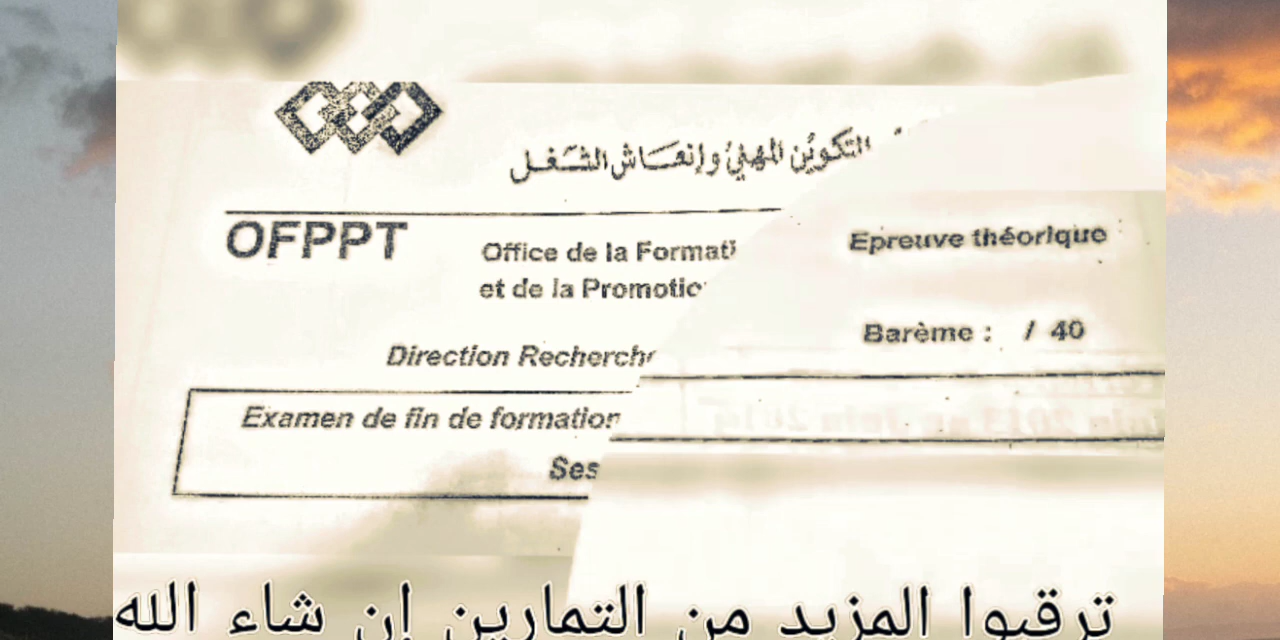 التكوين المهني وإنعاش الشغل
OFPPT
Office de la Formati
et de la Promotio
Epreuve théorique :
Barème : / 40
Direction Recherche
Examen de fin de formation
Ses
ترقبوا المزيد من التمارين إن شاء الله